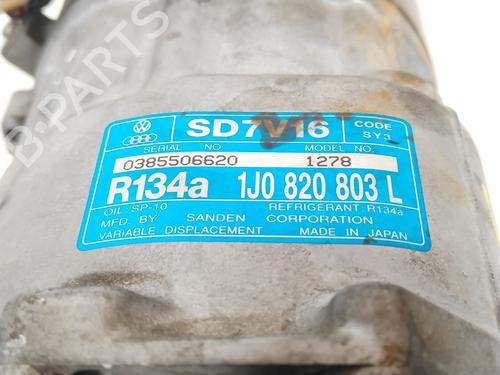 B-Parts
SD7V16
CODE
SY3
SERIAL NO
MODEL NO.
0385506620
1278
R134a 1J0 820 803 L
OIL SP-10 REFRIGERANT: R134a
MFD. BY SANDEN CORPORATION
VARIABLE DISPLACEMENT MADE IN JAPAN